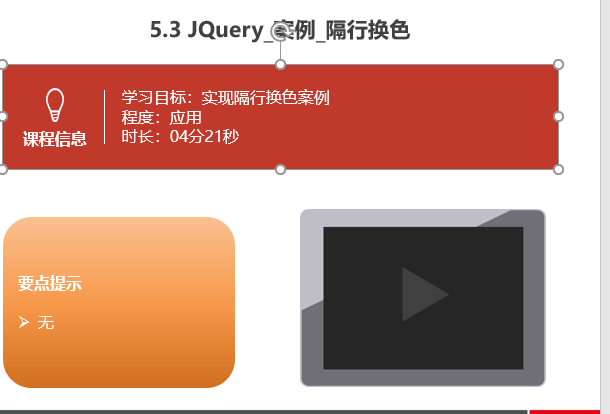 5.3 JQuery_案例_隔行换色
学习目标：实现隔行换色案例
程度：应用
时长：04分21秒
课程信息
要点提示
无